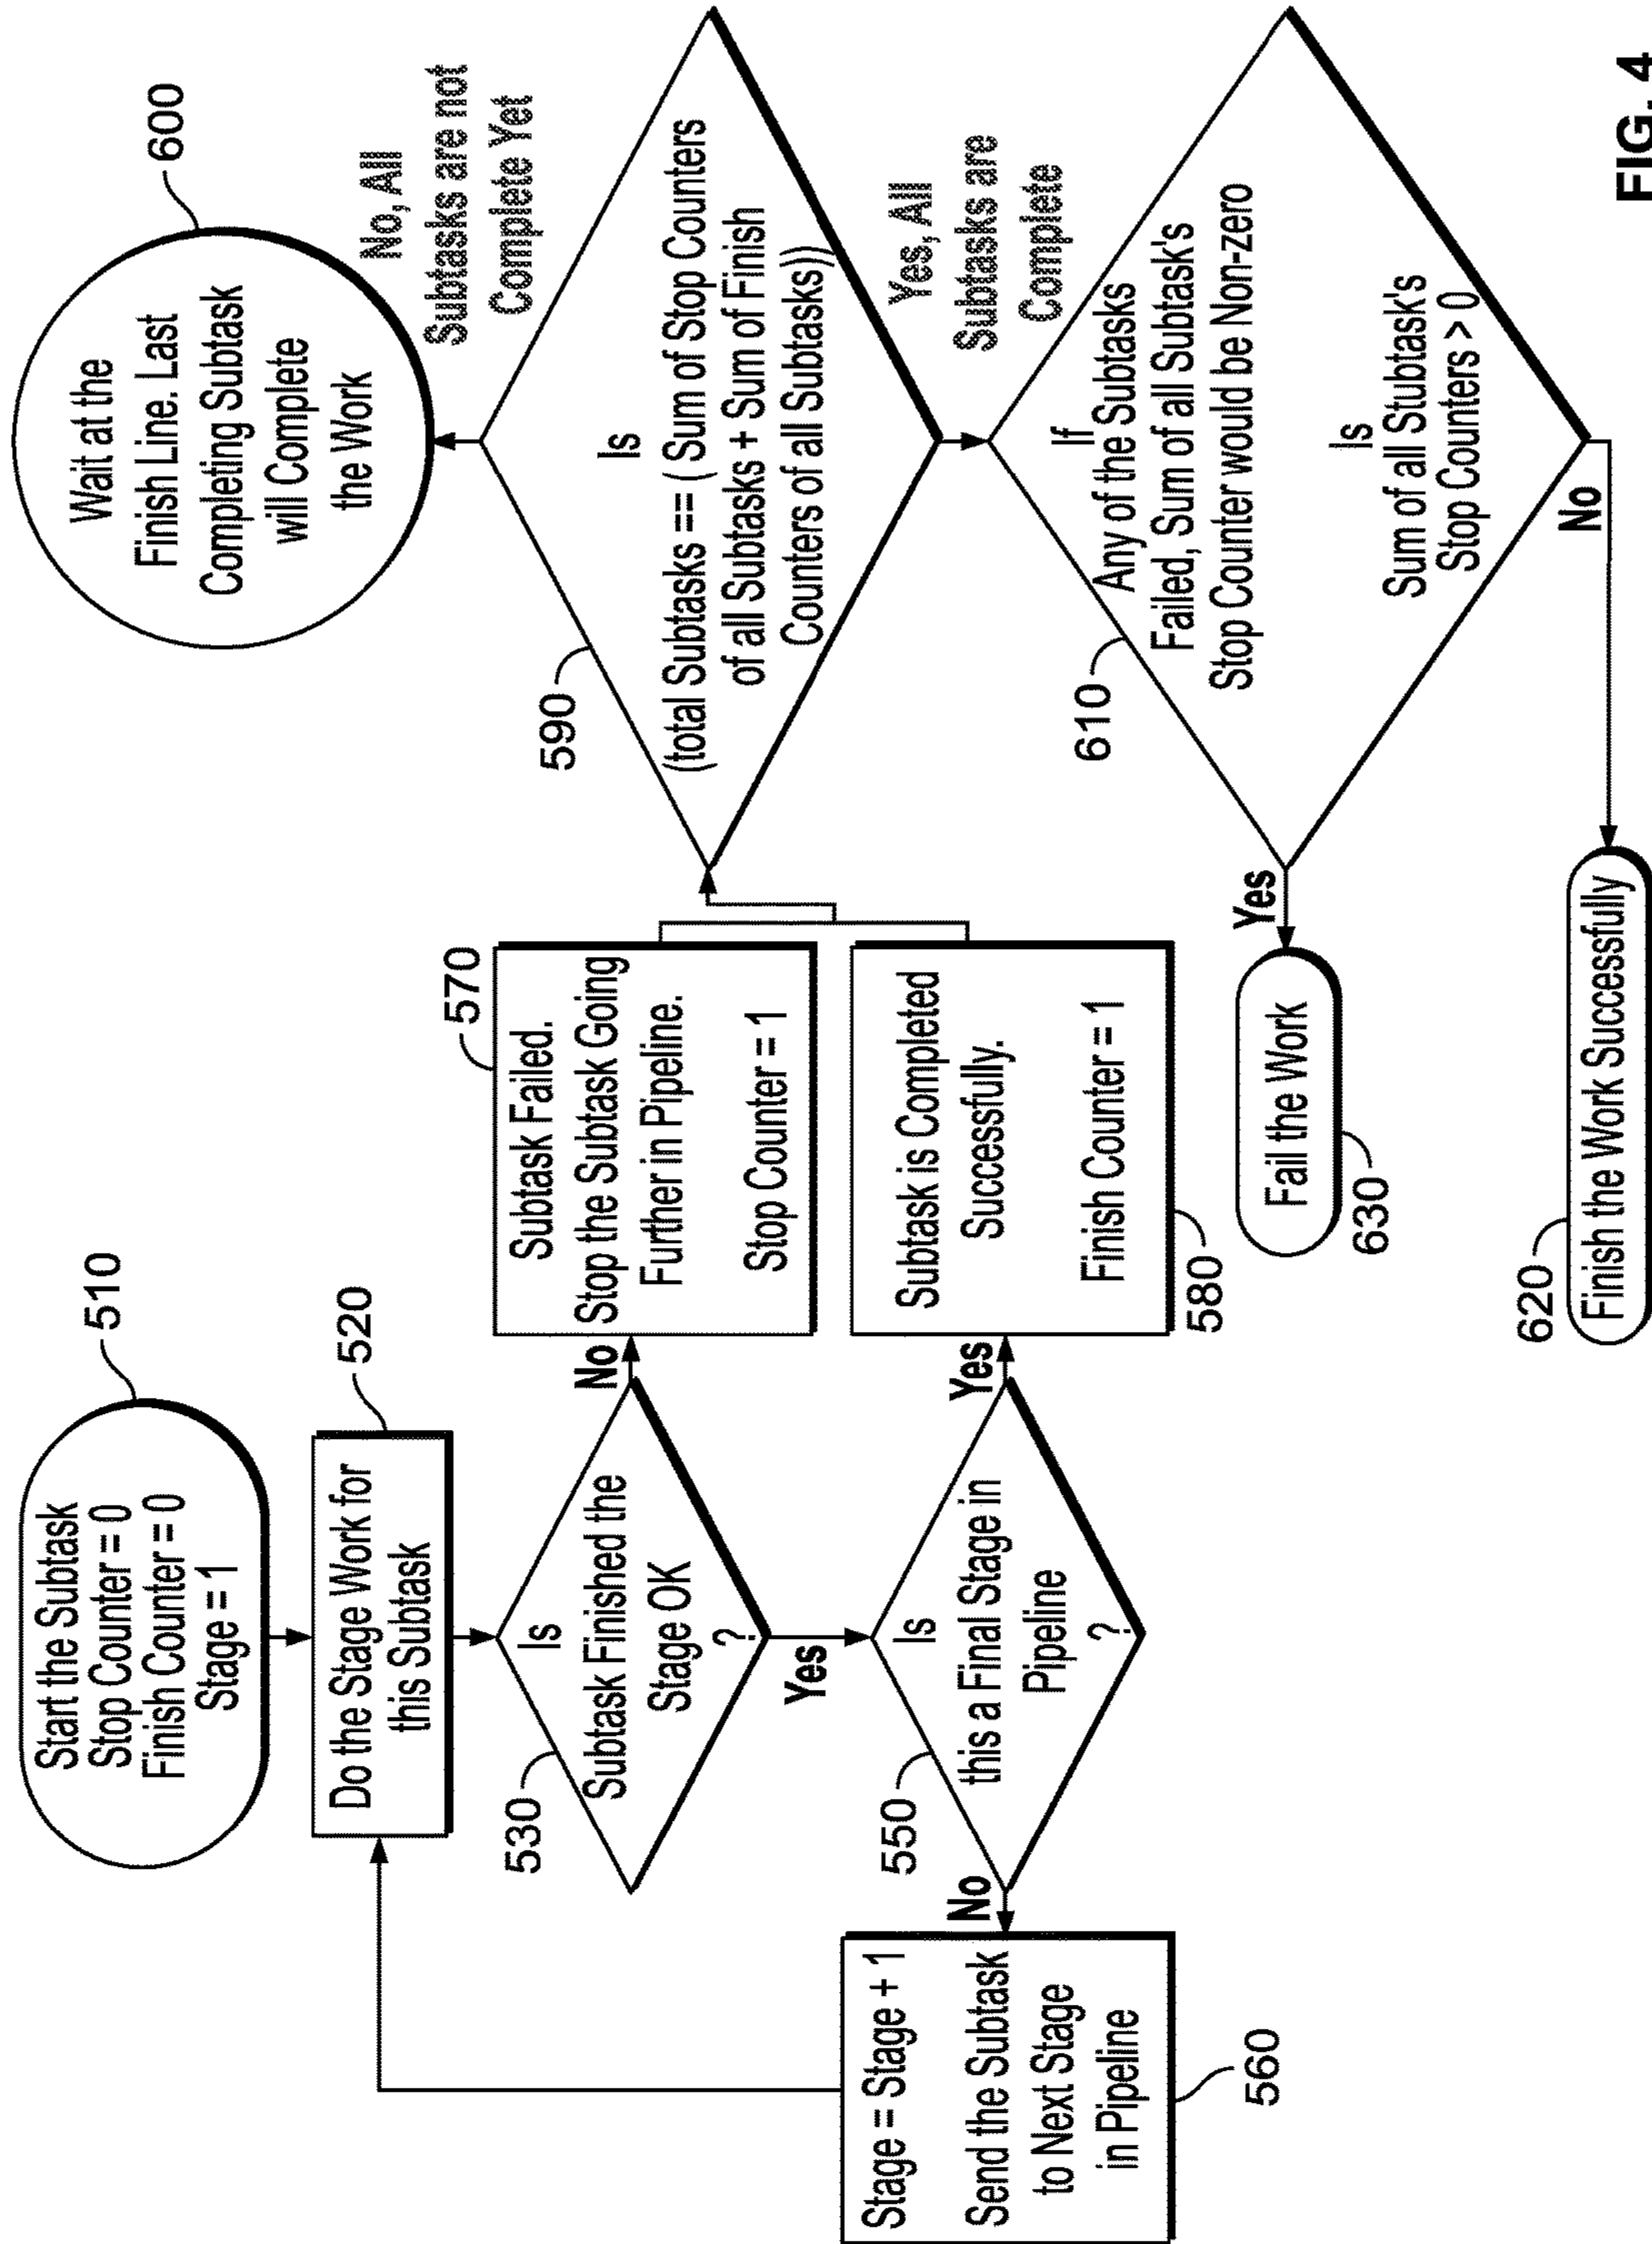 510
Start the Subtask
Stop Counter = 0
Finish Counter = 0
Stage = 1
520
Do the Stage Work for
this Subtask
530
Is
Subtask Finished the
Stage OK
?
No
Yes
550
Is
this a Final Stage in
Pipeline
?
No
Yes
Stage = Stage + 1
Send the Subtask
to Next Stage
in Pipeline
560
570
Subtask Failed.
Stop the Subtask Going
Further in Pipeline.
Stop Counter = 1
Subtask is Completed
Successfully.
Finish Counter = 1
580
600
Wait at the
Finish Line. Last
Completing Subtask
will Complete
the Work
No, All
Subtasks are not
Complete Yet
590
Is
(total Subtasks == (Sum of Stop Counters
of all Subtasks + Sum of Finish
Counters of all Subtasks))
Yes, All
Subtasks are
Complete
610
If
Any of the Subtasks
Failed, Sum of all Subtask's
Stop Counter would be Non-zero
Is
Sum of all Stubtask's
Stop Counters > 0
Yes
Fail the Work
630
No
620
Finish the Work Successfully
FIG. 4